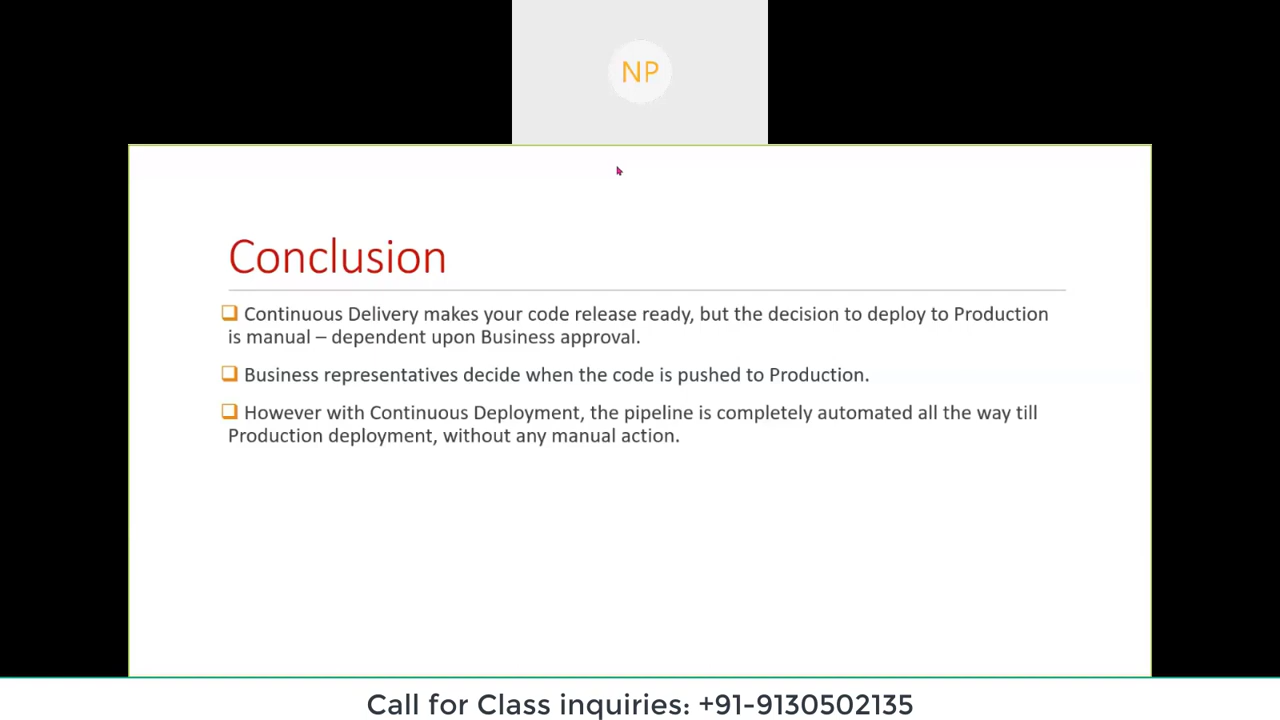 NP
Conclusion
Continuous Delivery makes your code release ready, but the decision to deploy to Production
is manual – dependent upon Business approval.
Business representatives decide when the code is pushed to Production.
However with Continuous Deployment, the pipeline is completely automated all the way till
Production deployment, without any manual action.
Call for Class inquiries: +91-9130502135